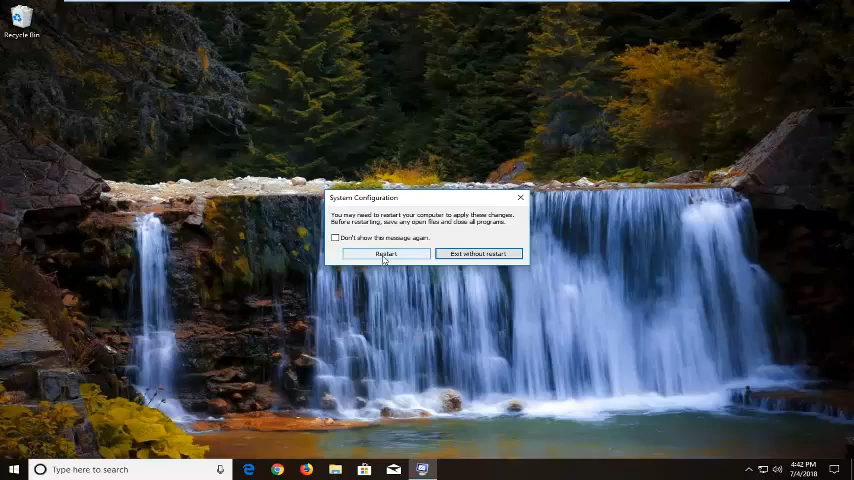 Recycle Bin
System Configuration
You may need to restart your computer to apply these changes.
Before restarting, save any open files and close all programs.
Don't show this message again.
Restart
Exit without restart
Type here to search
4:42 PM
7/4/2018